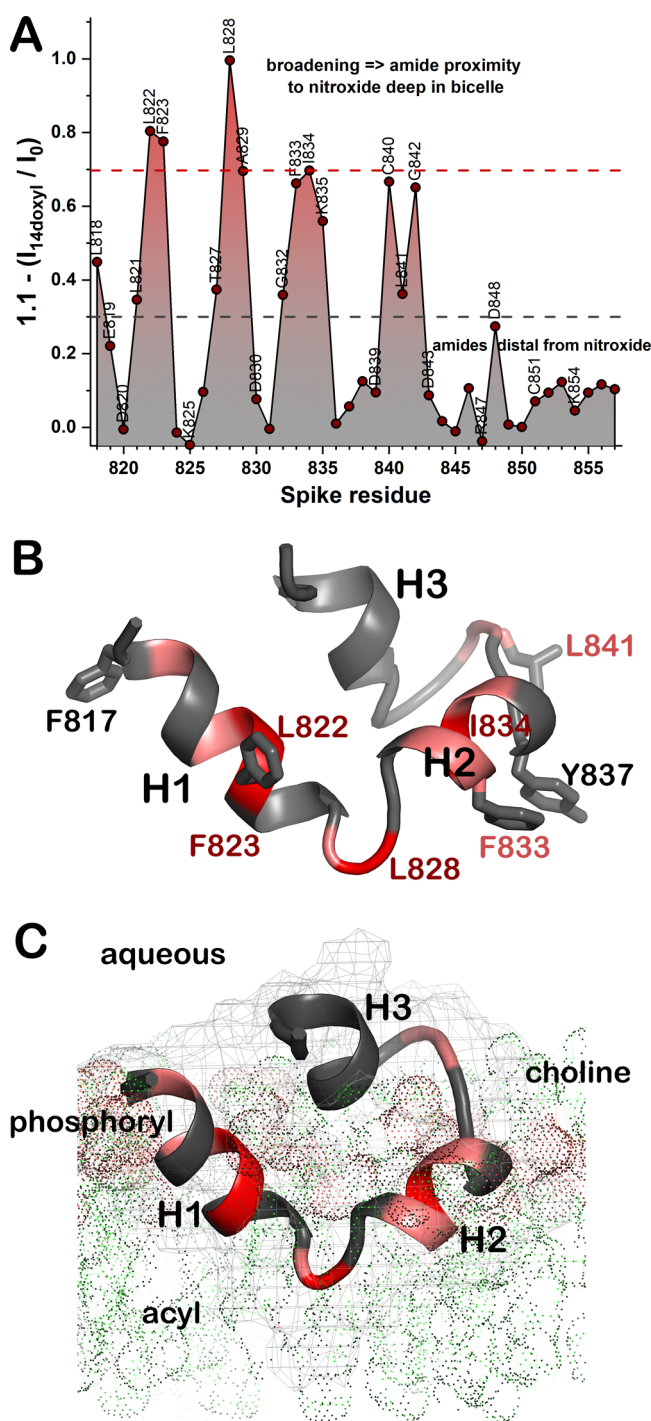 A
broadening => amide proximity
to nitroxide deep in bicelle
1.1 - (I14doxyl / I0)
1.0
0.8
0.6
0.4
0.2
0.0
L818
E819
D820
L821
L822
F823
K825
T827
L828
A829
D830
G832
F833
I834
K835
D839
C840
L841
G842
D843
R847
D848
C851
K854
amides distal from nitroxide
820 825 830 835 840 845 850 855
Spike residue
B
H3
L841
F817
L822
I834
H1
H2
Y837
F823
F833
L828
C
aqueous
H3
choline
phosphoryl
H1
H2
acyl